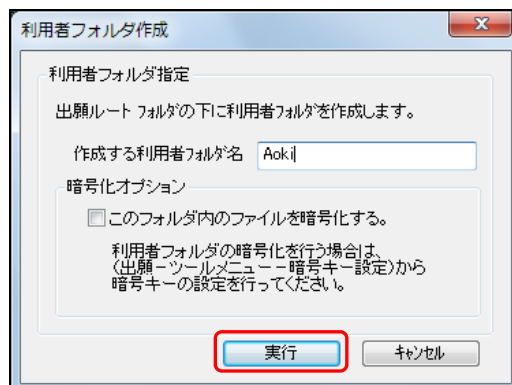 利用者フォルダ作成
利用者フォルダ指定
出願ルート フォルダの下に利用者フォルダを作成します。
作成する利用者フォルダ名 Aoki
暗号化オプション
このフォルダ内のファイルを暗号化する。
利用者フォルダの暗号化を行う場合は、
(出願－ツールメニュー－暗号キー設定)から
暗号キーの設定を行ってください。
実行 キャンセル